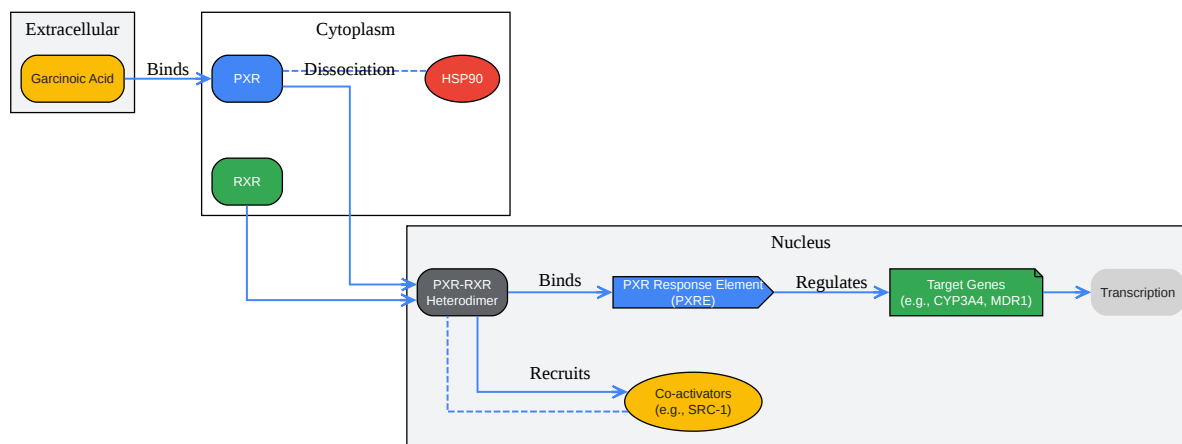 Extracellular
Cytoplasm
Garcinoic Acid
Binds
PXR
Dissociation
HSP90
RXR
Nucleus
PXR-RXR
Heterodimer
Binds
PXR Response Element
(PXRE)
Regulates
Target Genes
(e.g., CYP3A4, MDR1)
Transcription
Recruits
Co-activators
(e.g., SRC-1)